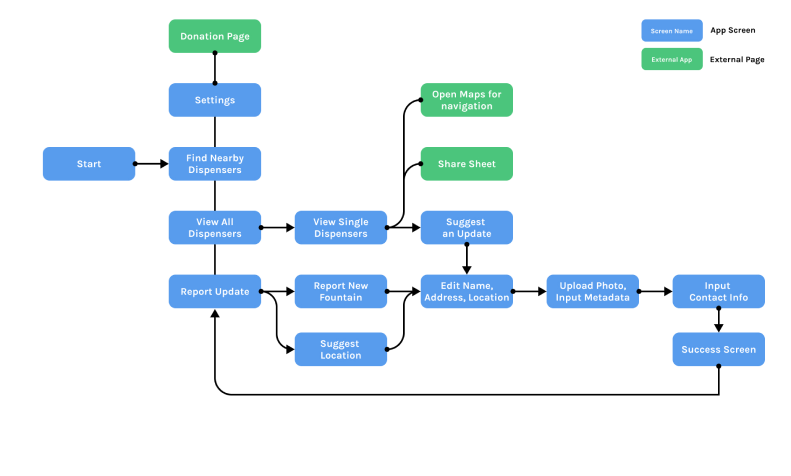 Donation Page
Screen Name
App Screen
External App
External Page
Settings
Open Maps for
navigation
Start
Find Nearby
Dispensers
Share Sheet
View All
Dispensers
View Single
Dispensers
Suggest
an Update
Report Update
Report New
Fountain
Edit Name,
Address, Location
Upload Photo,
Input Metadata
Input
Contact Info
Suggest
Location
Success Screen